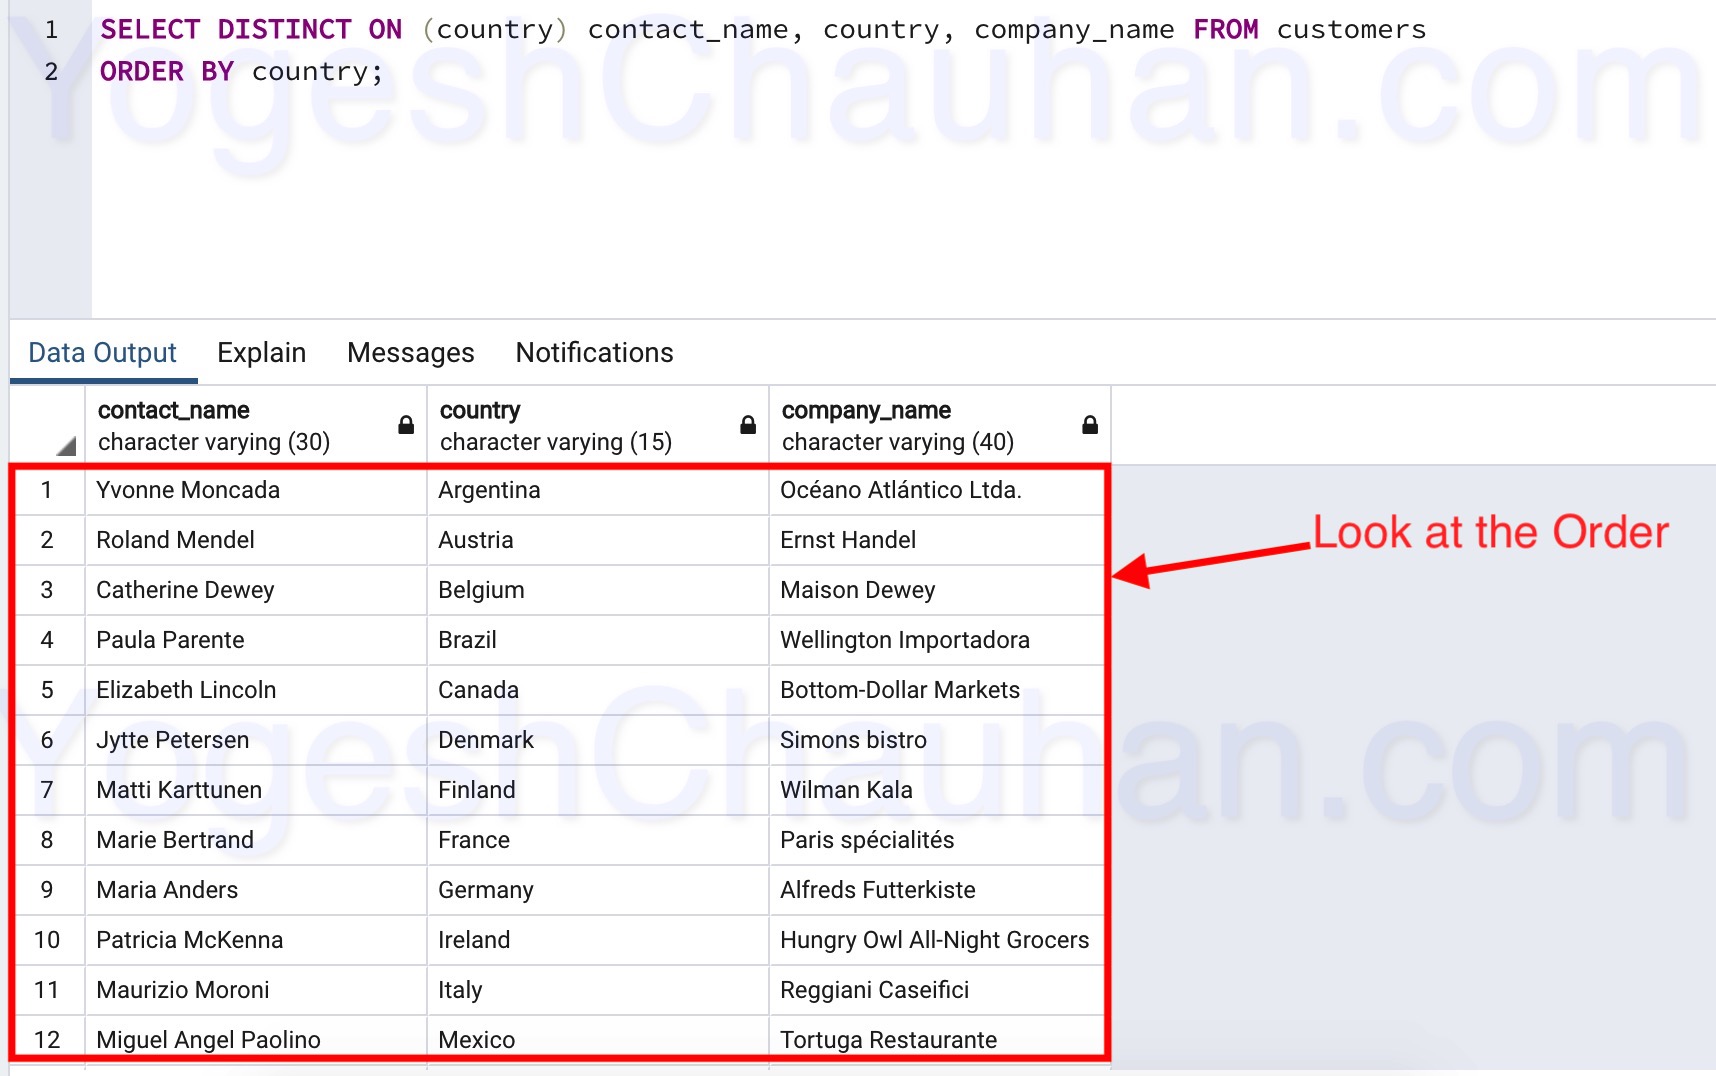 1 SELECT DISTINCT ON (country) contact_name, country, company_name FROM customers
2 ORDER BY country;
YogeshChauhan.com
Data Output Explain Messages Notifications
contact_name country company_name
character varying (30) character varying (15) character varying (40)
1 Yvonne Moncada Argentina Océano Atlántico Ltda.
Look at the Order
2 Roland Mendel Austria Ernst Handel
3 Catherine Dewey Belgium Maison Dewey
4 Paula Parente Brazil Wellington Importadora
5 Elizabeth Lincoln Canada Bottom-Dollar Markets
6 Jytte Petersen Denmark Simons bistro
YogeshChauhan.com
7 Matti Karttunen Finland Wilman Kala
8 Marie Bertrand France Paris spécialités
9 Maria Anders Germany Alfreds Futterkiste
10 Patricia McKenna Ireland Hungry Owl All-Night Grocers
11 Maurizio Moroni Italy Reggiani Caseifici
12 Miguel Angel Paolino Mexico Tortuga Restaurante